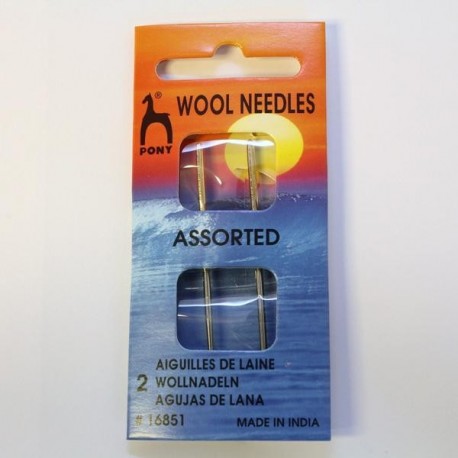 ®
PONY
WOOL NEEDLES
ASSORTED
2
AIGUILLES DE LAINE
WOLLNADELN
AGUJAS DE LANA
# 16851
MADE IN INDIA